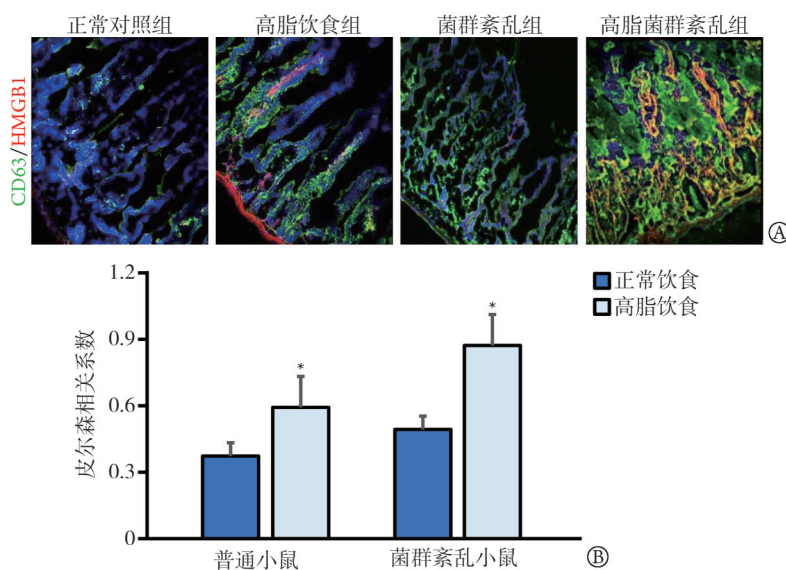 正常对照组 高脂饮食组 菌群紊乱组 高脂菌群紊乱组
CD63/HMGB1
Ⓐ
1.2
0.9
0.6
0.3
0
皮尔森相关系数
* *
正常饮食
高脂饮食
普通小鼠 菌群紊乱小鼠
Ⓑ